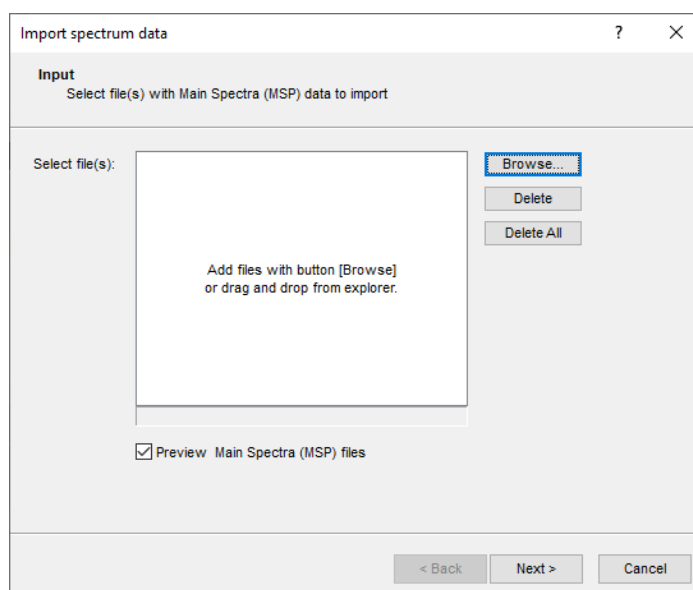 Import spectrum data
?
Input
Select file(s) with Main Spectra (MSP) data to import
Select file(s):
Browse...
Delete
Delete All
Add files with button [Browse]
or drag and drop from explorer.
Preview Main Spectra (MSP) files
< Back
Next >
Cancel